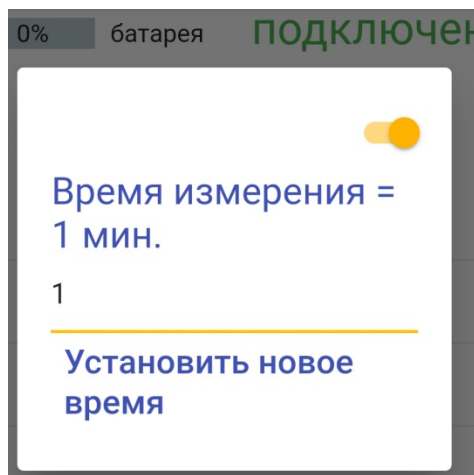 0% батарея подключен
Время измерения =
1 мин.
1
Установить новое
время